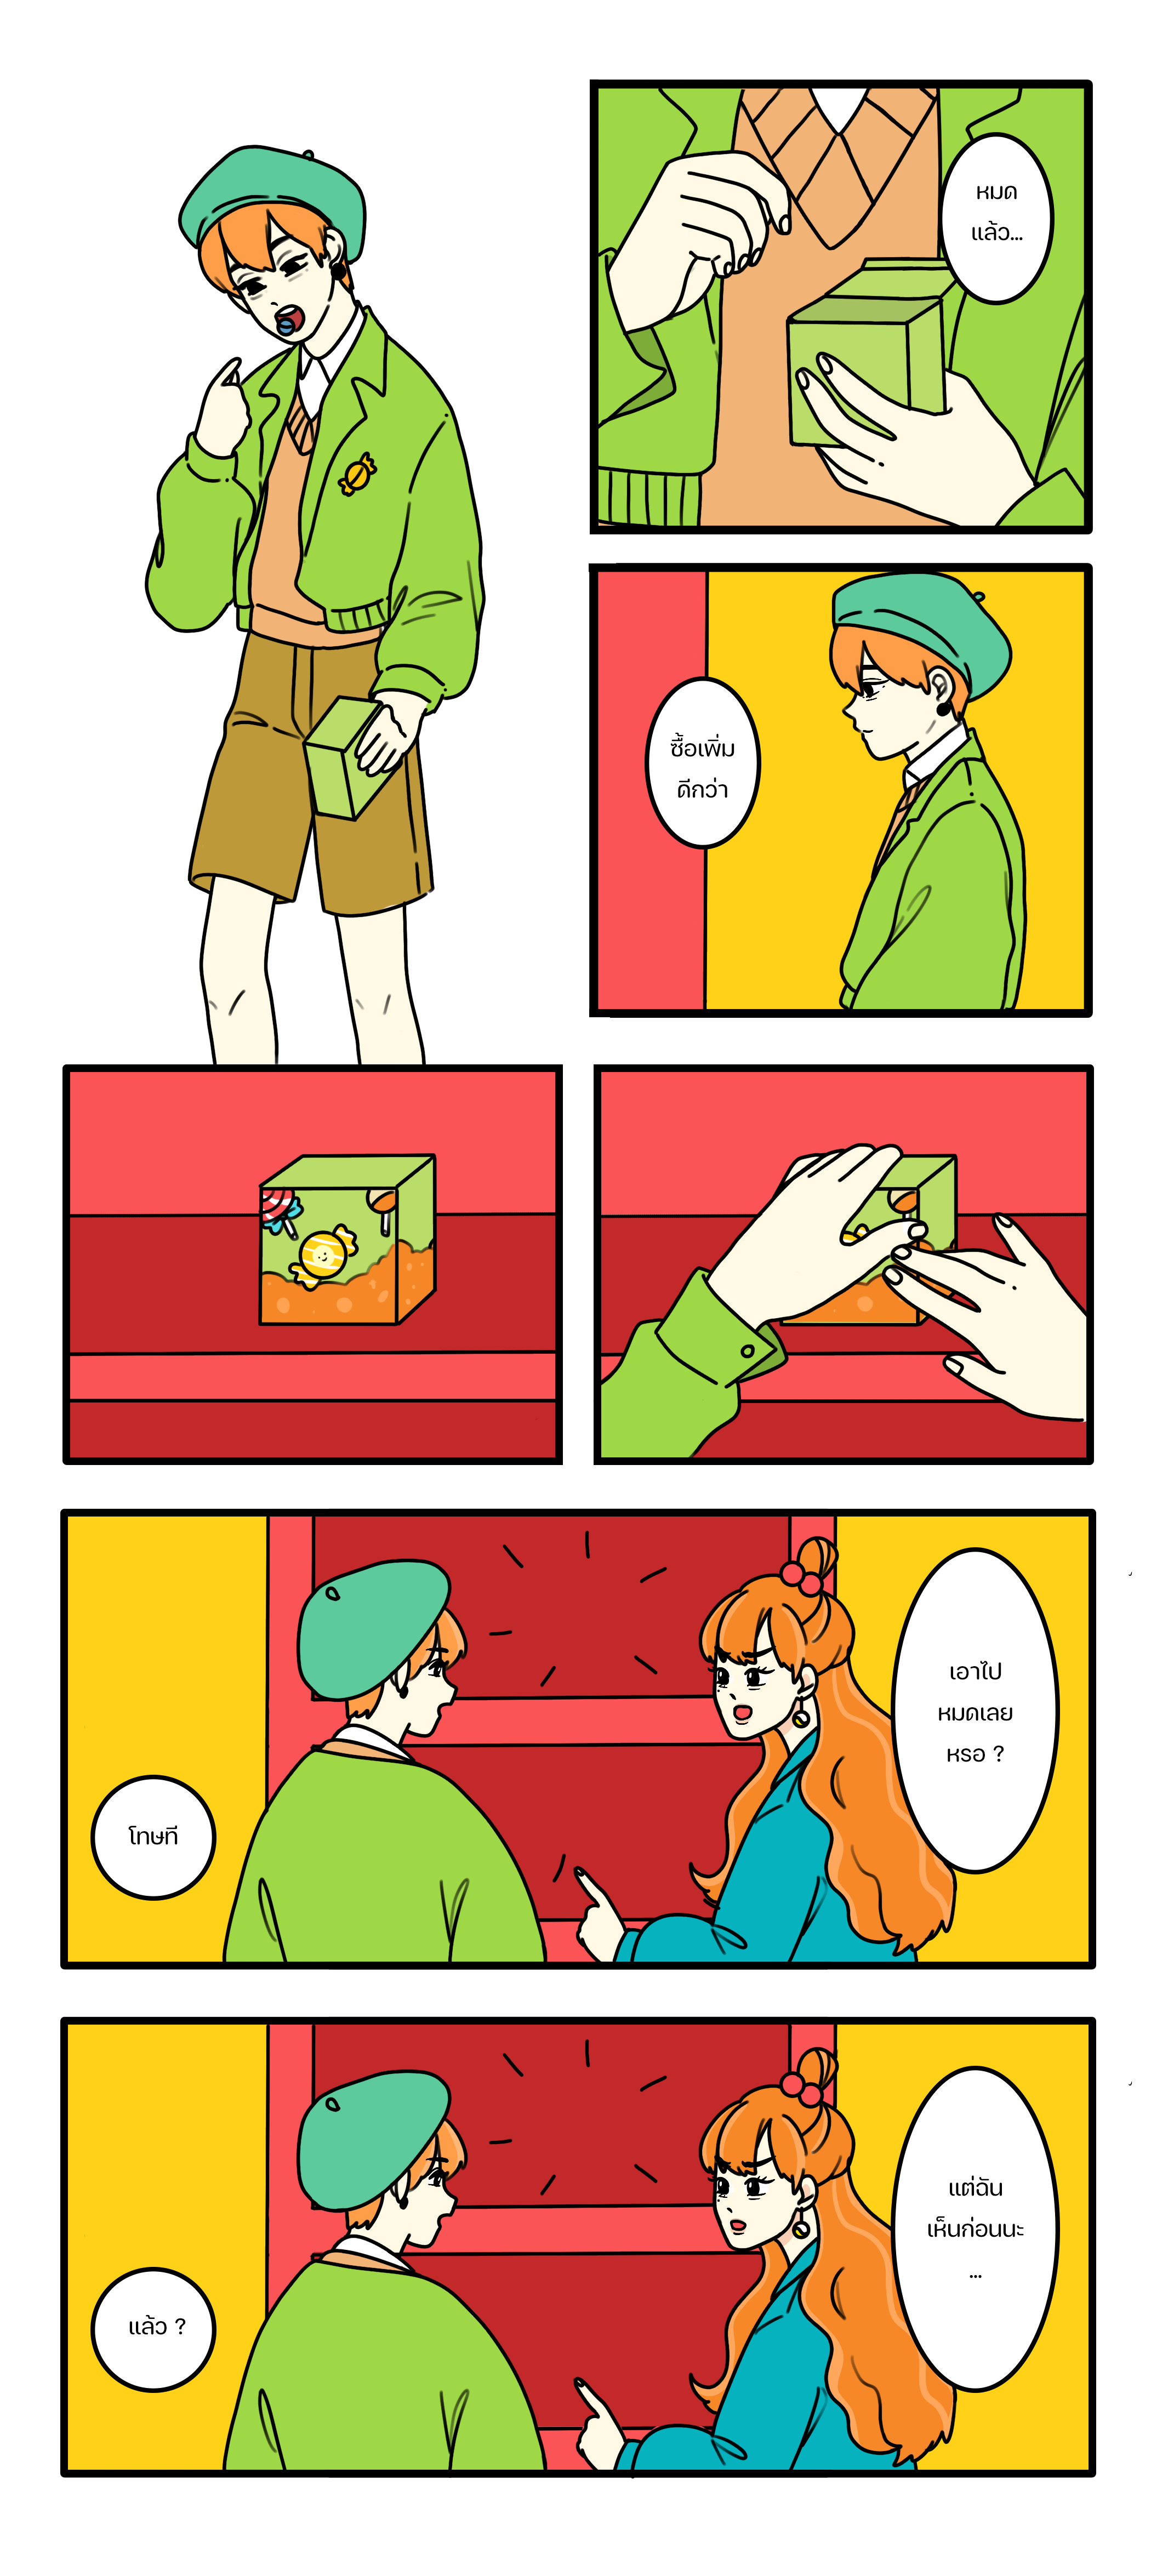 หมด
แล้ว...
ซื้อเพิ่ม
ดีกว่า
เอาไป
หมดเลย
หรอ ?
โทษที
แต่ฉัน
เห็นก่อนนะ
...
แล้ว ?